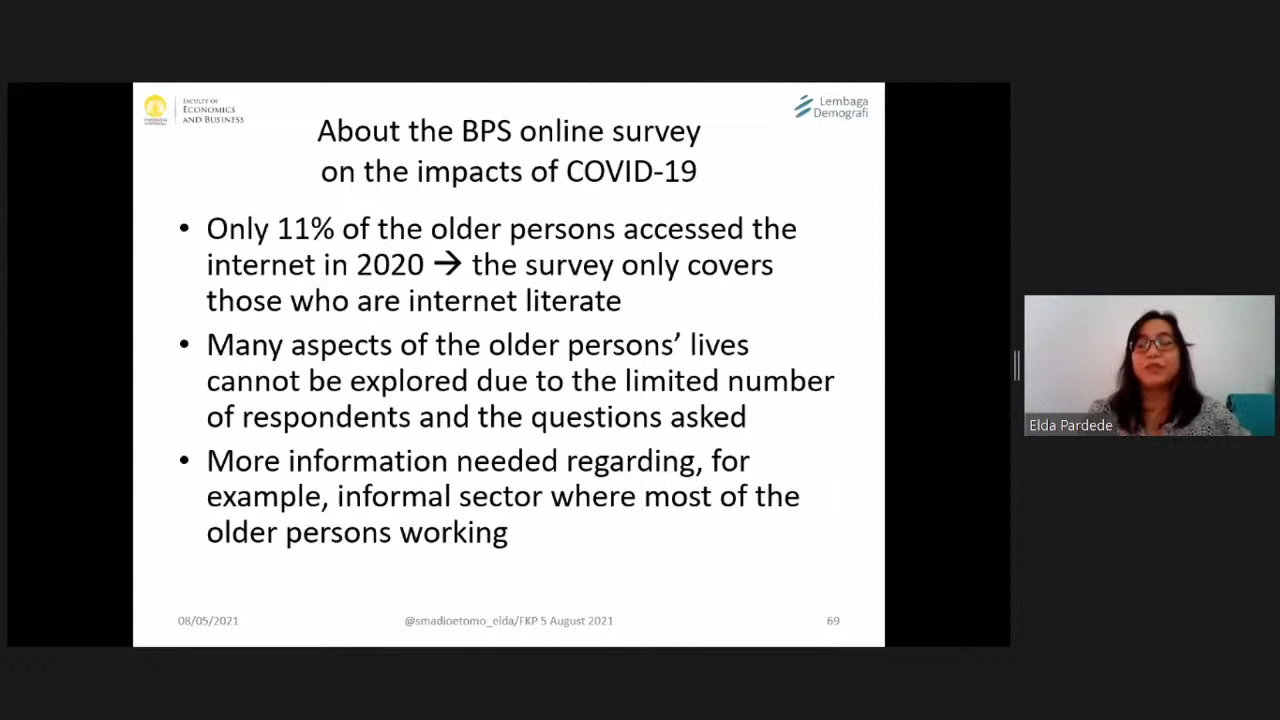 FACULTY OF
ECONOMICS
AND BUSINESS
Lembaga
Demografi
About the BPS online survey
on the impacts of COVID-19
• Only 11% of the older persons accessed the
internet in 2020 → the survey only covers
those who are internet literate
• Many aspects of the older persons’ lives
cannot be explored due to the limited number
of respondents and the questions asked
• More information needed regarding, for
example, informal sector where most of the
older persons working
08/05/2021
@smadioetomo_elda/FKP 5 August 2021
69
Elda Pardede